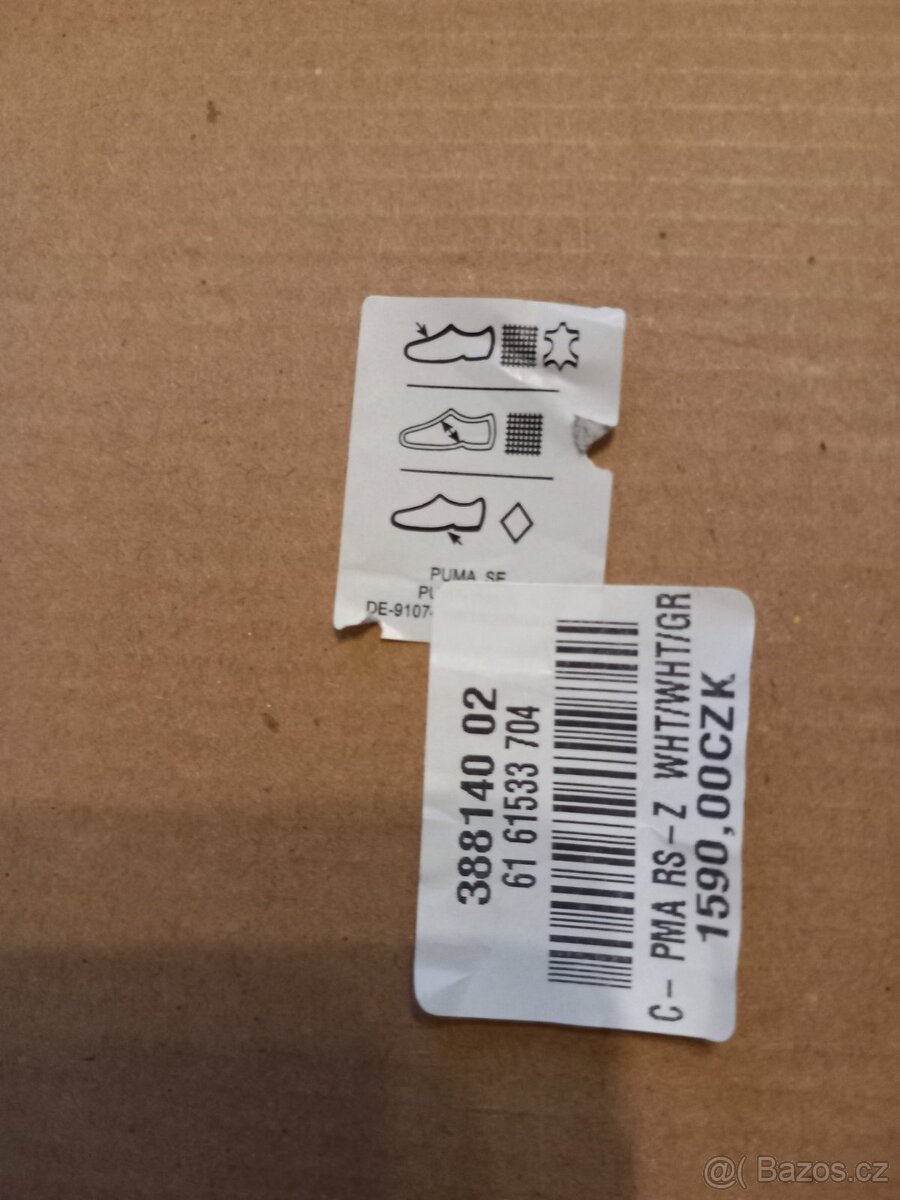 PUMA SE
DE-9107
388140 02
61 61533 704
C- PMA RS-Z WHT/WHT/GR
1590,00CZK
@( Bazos.cz